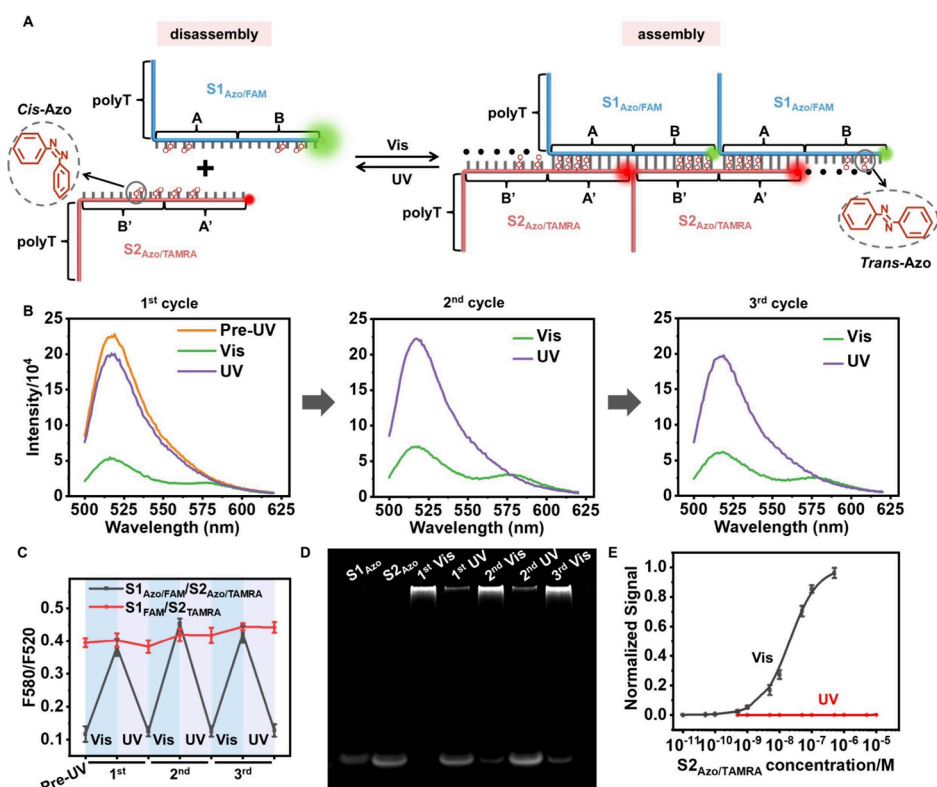 A
disassembly
assembly
polyT
S1Azo/FAM
A
B
Cis-Azo
+
B'
A'
polyT
S2Azo/TAMRA
Vis
UV
S1Azo/FAM
S1Azo/FAM
polyT
A
B
A
B
B'
A'
B'
A'
polyT
S2Azo/TAMRA
S2Azo/TAMRA
Trans-Azo
B
1st cycle
2nd cycle
3rd cycle
Intensity/10^4
25
20
15
10
5
0
Pre-UV
Vis
UV
500 525 550 575 600 625
Wavelength (nm)
25
20
15
10
5
0
Vis
UV
500 525 550 575 600 625
Wavelength (nm)
25
20
15
10
5
0
Vis
UV
500 525 550 575 600 625
Wavelength (nm)
C
S1Azo/FAM/S2Azo/TAMRA
S1FAM/S2TAMRA
F580/F520
0.5
0.4
0.3
0.2
0.1
Vis UV Vis UV Vis UV
Pre-UV 1st 2nd 3rd
D
S1Azo S2Azo 1st Vis 1st UV 2nd Vis 2nd UV 3rd Vis
E
Normalized Signal
1.0
0.8
0.6
0.4
0.2
0.0
Vis
UV
10^-11 10^-10 10^-9 10^-8 10^-7 10^-6 10^-5
S2Azo/TAMRA concentration/M